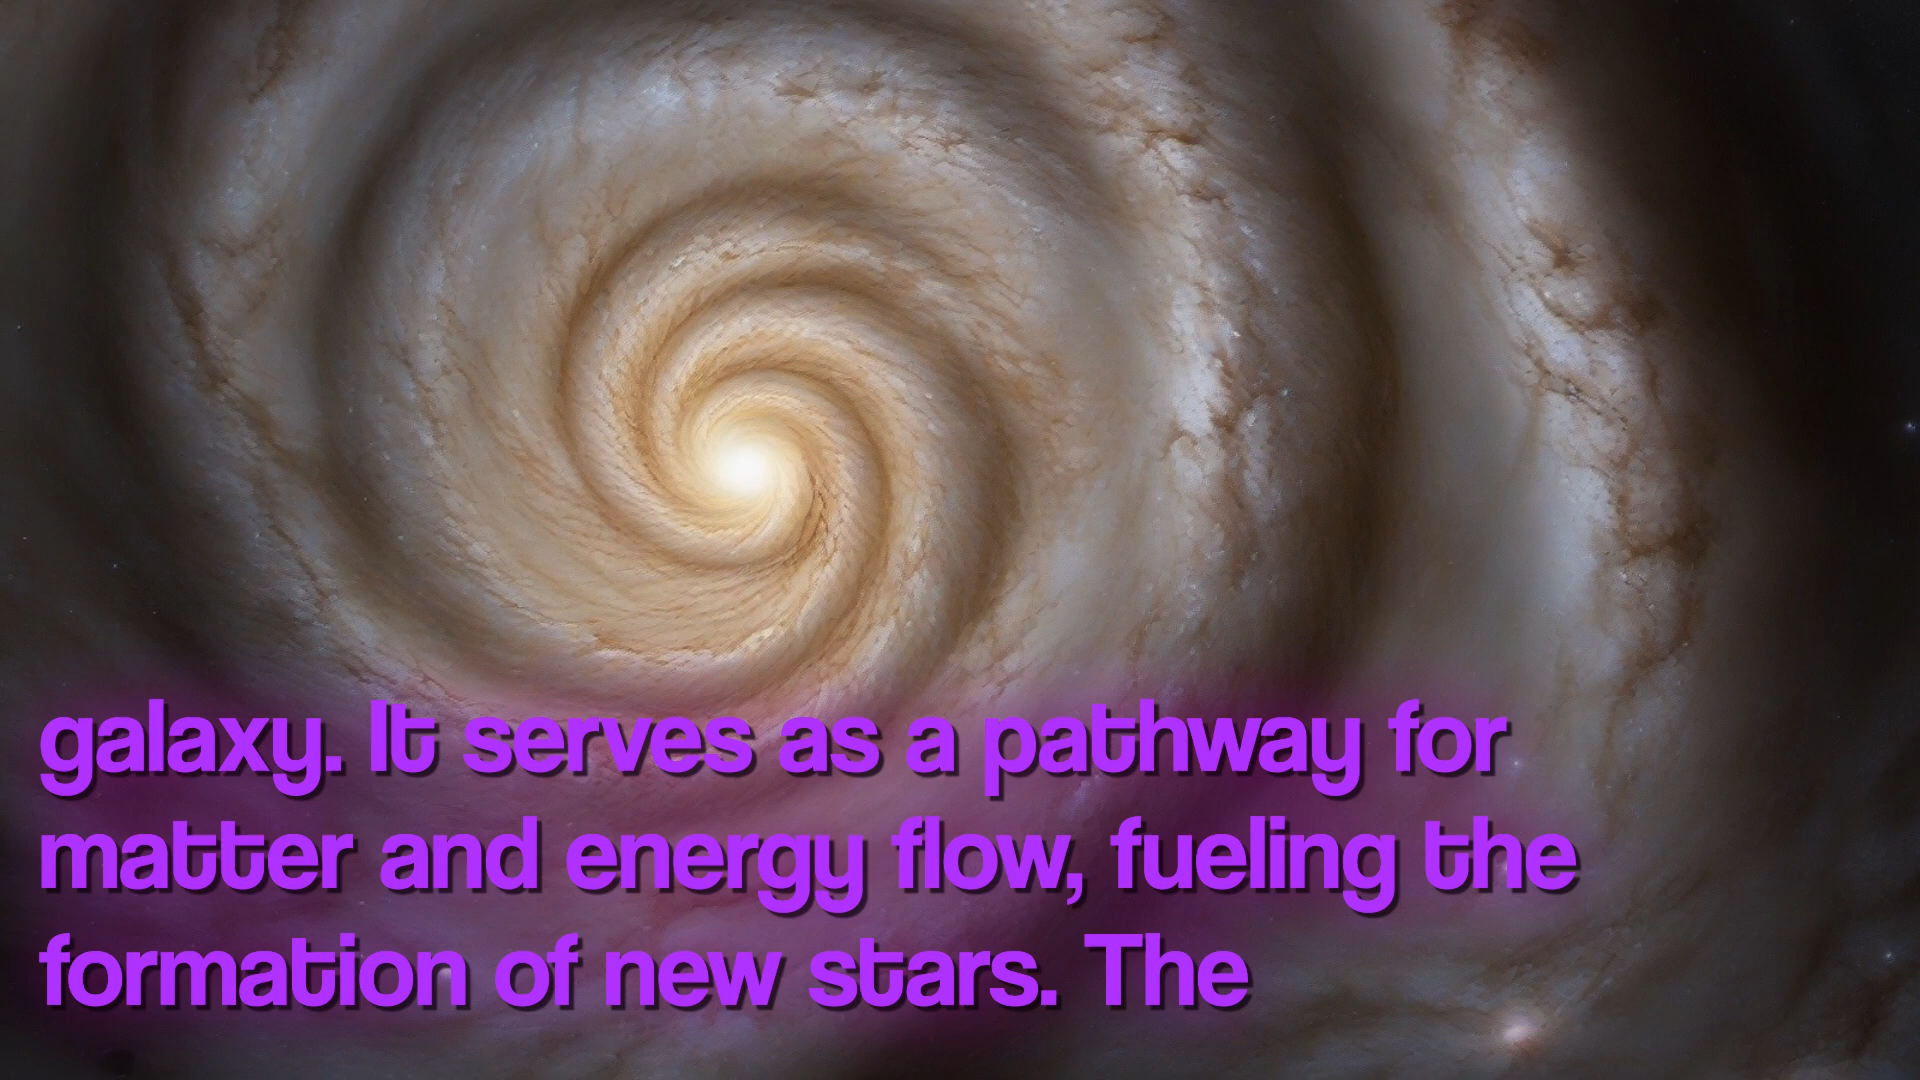 galaxy. It serves as a pathway for
matter and energy flow, fueling the
formation of new stars. The